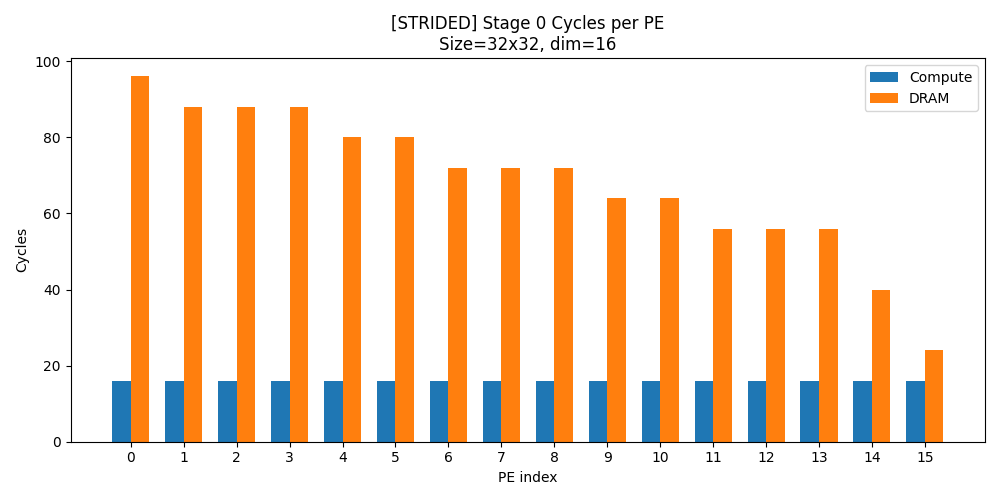 [STRIDED] Stage 0 Cycles per PE
Size=32x32, dim=16
Compute
DRAM
Cycles
100
80
60
40
20
0
0 1 2 3 4 5 6 7 8 9 10 11 12 13 14 15
PE index